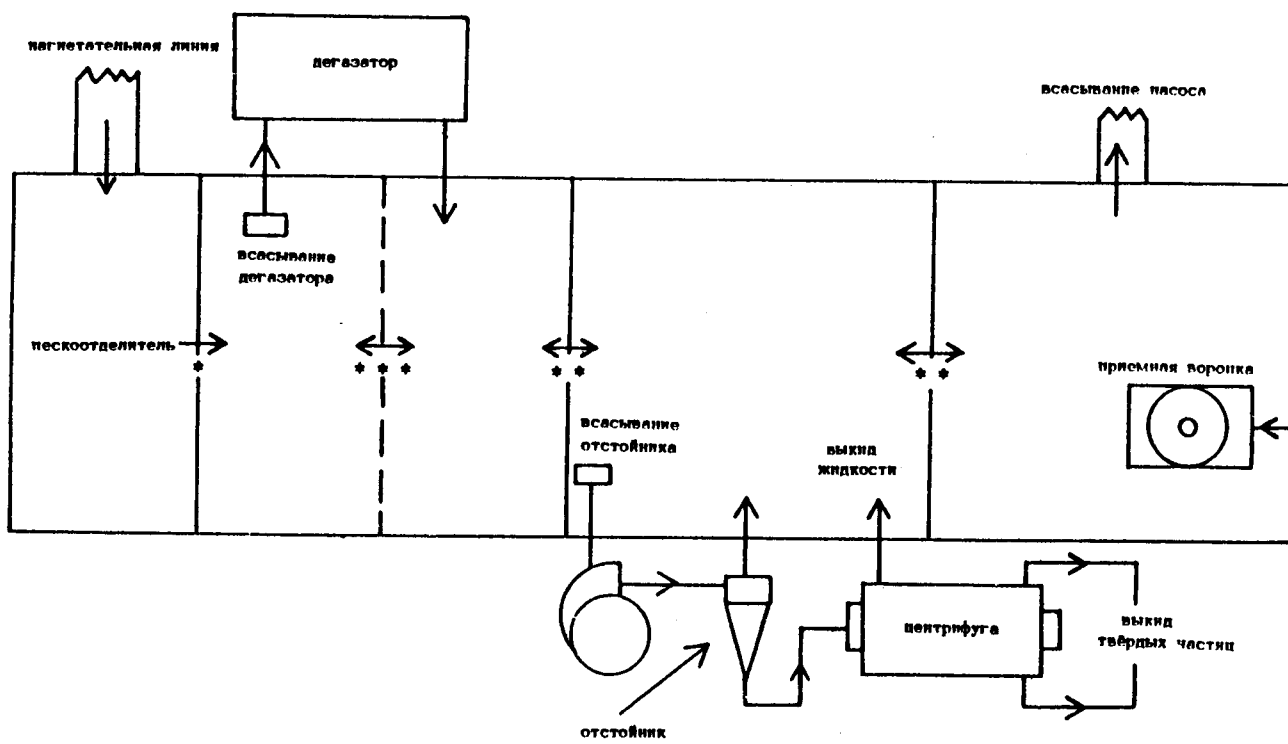 нагнетательная линия
дегазатор
всасывание насоса
всасывание
дегазатора
пескоотделитель
*
* * *
* *
* *
приемная воронка
всасывание
отстойника
выкид
жидкости
центрифуга
выкид
твёрдых частиц
отстойник